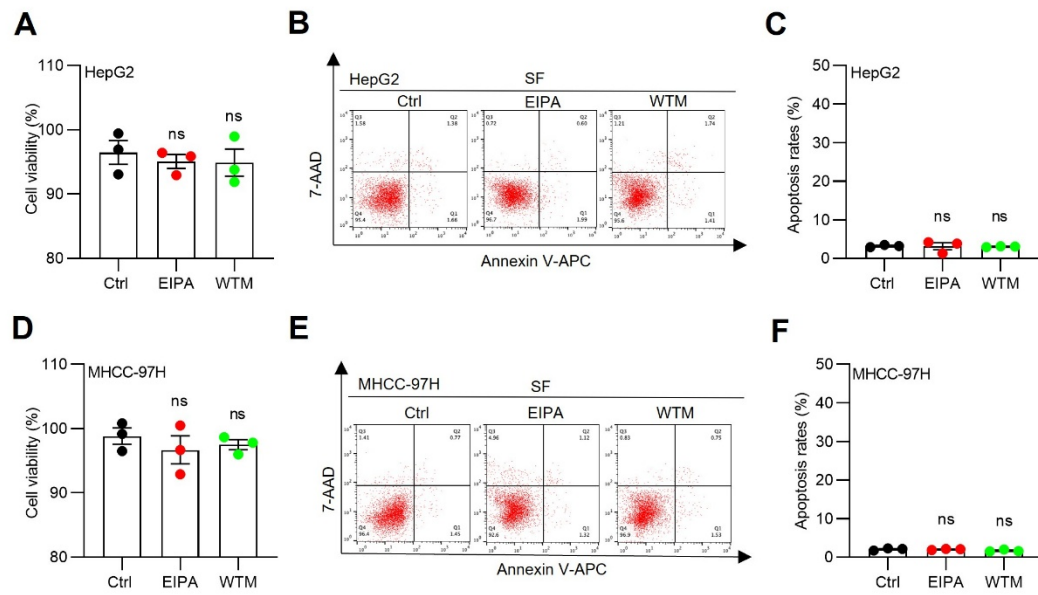 A
HepG2
Cell viability (%)
110
100
90
80
ns
ns
Ctrl
EIPA
WTM
B
HepG2
SF
Ctrl
EIPA
WTM
7-AAD
Q3
1.58
Q2
1.38
Q4
95.4
Q1
1.66
Q3
0.72
Q2
0.60
Q4
96.7
Q1
1.99
Q3
1.21
Q2
1.74
Q4
95.6
Q1
1.41
Annexin V-APC
C
HepG2
Apoptosis rates (%)
50
40
30
20
10
0
ns
ns
Ctrl
EIPA
WTM
D
MHCC-97H
Cell viability (%)
110
100
90
80
ns
ns
Ctrl
EIPA
WTM
E
MHCC-97H
SF
Ctrl
EIPA
WTM
7-AAD
Q3
1.41
Q2
0.77
Q4
96.4
Q1
1.45
Q3
4.96
Q2
1.12
Q4
92.6
Q1
1.52
Q3
0.83
Q2
0.75
Q4
96.9
Q1
1.53
Annexin V-APC
F
MHCC-97H
Apoptosis rates (%)
50
40
30
20
10
0
ns
ns
Ctrl
EIPA
WTM